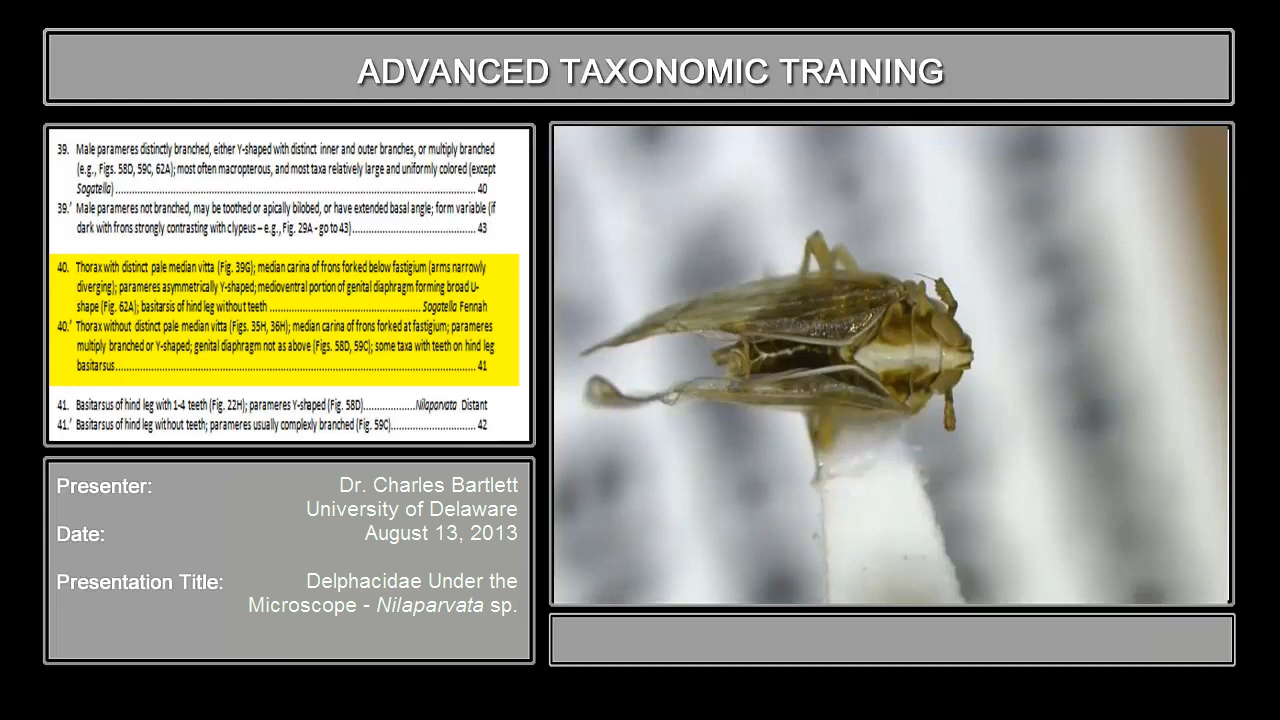 ADVANCED TAXONOMIC TRAINING
39. Male parameres distinctly branched, either Y-shaped with distinct inner and outer branches, or multiply branched
(e.g., Figs. 58D, 59C, 62A); most often macropterous, and most taxa relatively large and uniformly colored (except
Sogatella) .......... 40
39.' Male parameres not branched, may be toothed or apically bilobed, or have extended basal angle; form variable (if
dark with frons strongly contrasting with clypeus – e.g., Fig. 29A - go to 43) .......... 43
40. Thorax with distinct pale median vitta (Fig. 39G); median carina of frons forked below fastigium (arms narrowly
diverging); parameres asymmetrically Y-shaped; medioventral portion of genital diaphragm forming broad U-
shape (Fig. 62A); basitarsis of hind leg without teeth .......... Sogatella Fennah
40.' Thorax without distinct pale median vitta (Figs. 35H, 36H); median carina of frons forked at fastigium; parameres
multiply branched or Y-shaped; genital diaphragm not as above (Figs. 58D, 59C); some taxa with teeth on hind leg
basitarsus .......... 41
41. Basitarsus of hind leg with 1-4 teeth (Fig. 22H); parameres Y-shaped (Fig. 58D) .......... Nilaparvata Distant
41.' Basitarsus of hind leg without teeth; parameres usually complexly branched (Fig. 59C) .......... 42
Presenter: Dr. Charles Bartlett
University of Delaware
Date: August 13, 2013
Presentation Title: Delphacidae Under the
Microscope - Nilaparvata sp.